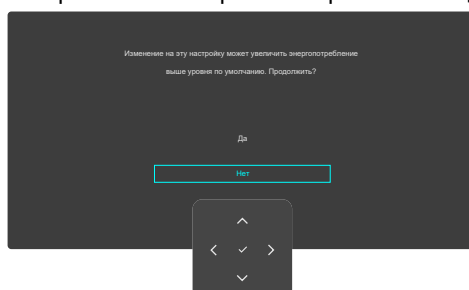 Изменение на эту настройку может увеличить энергопотребление
выше уровня по умолчанию. Продолжить?
Да
Нет